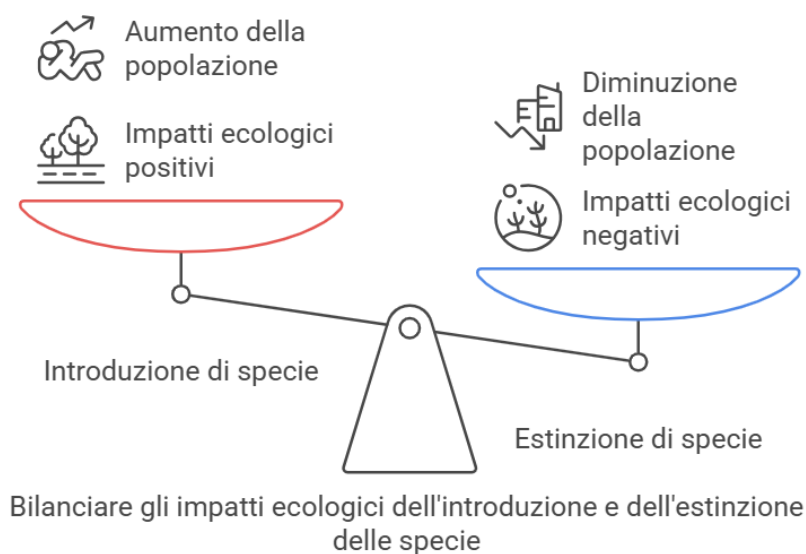 Aumento della
popolazione
Impatti ecologici
positivi
Diminuzione
della
popolazione
Impatti ecologici
negativi
Introduzione di specie
Estinzione di specie
Bilanciare gli impatti ecologici dell'introduzione e dell'estinzione
delle specie